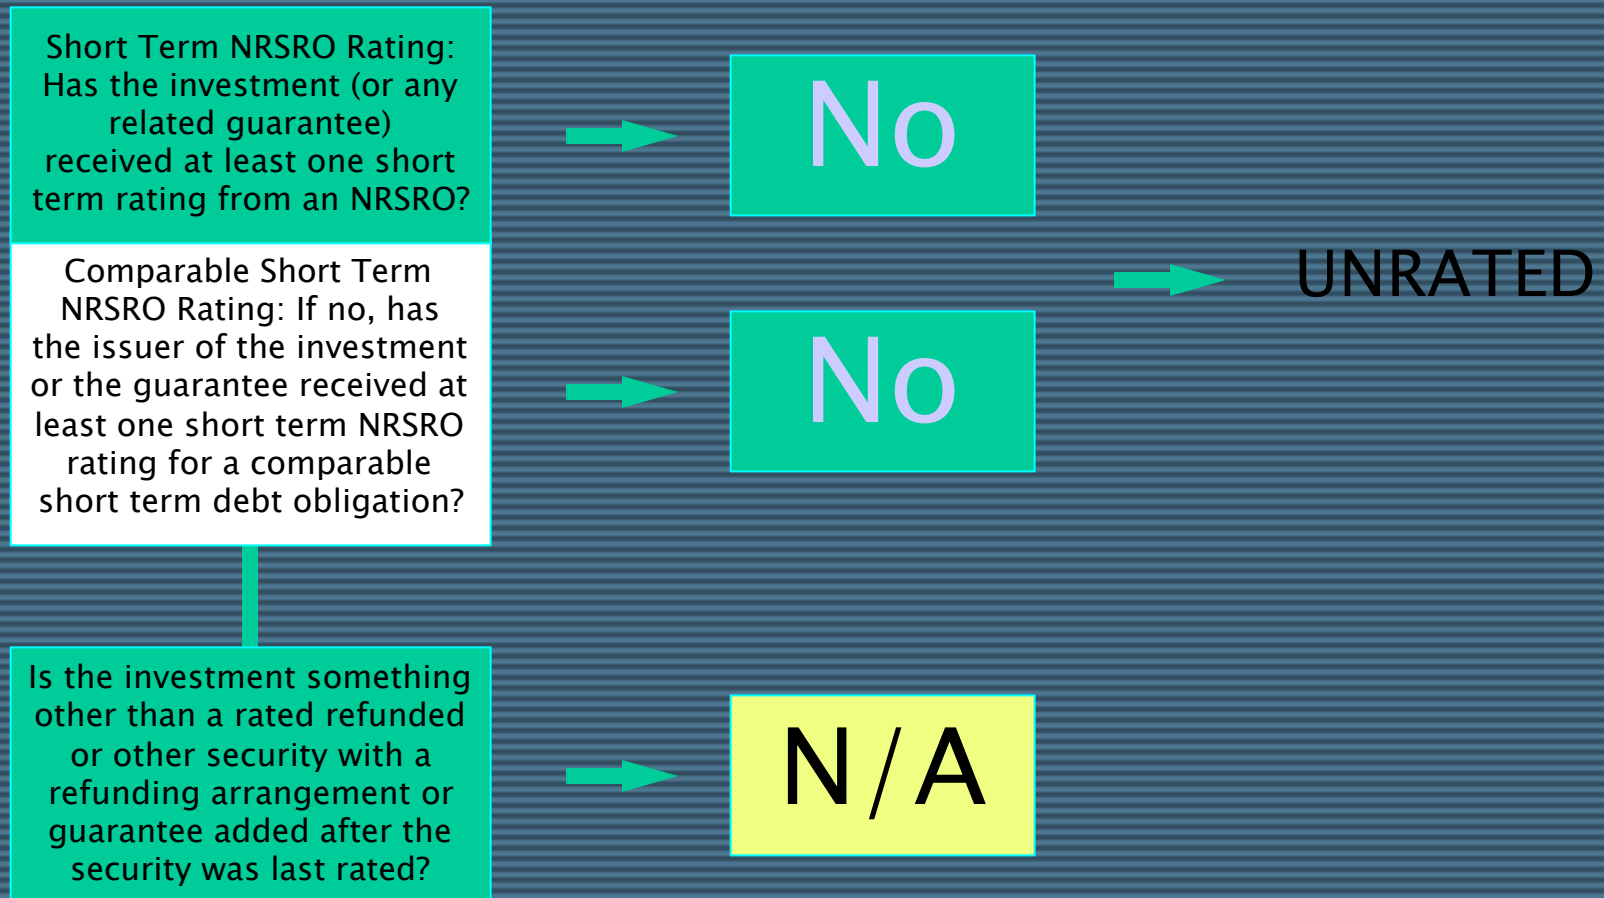 Short Term NRSRO Rating:
Has the investment (or any
related guarantee)
received at least one short
term rating from an NRSRO?
No
Comparable Short Term
NRSRO Rating: If no, has
the issuer of the investment
or the guarantee received at
least one short term NRSRO
rating for a comparable
short term debt obligation?
No
UNRATED
Is the investment something
other than a rated refunded
or other security with a
refunding arrangement or
guarantee added after the
security was last rated?
N/A